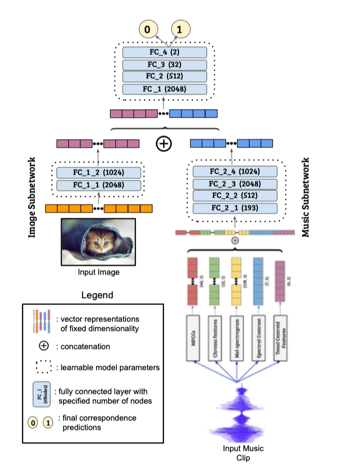 0 1
FC_4 (2)
FC_3 (32)
FC_2 (512)
FC_1 (2048)
Image Subnetwork
FC_1_2 (1024)
FC_1_1 (2048)
Input Image
Music Subnetwork
FC_2_4 (1024)
FC_2_3 (2048)
FC_2_2 (512)
FC_2_1 (193)
MFCCs
Chroma features
Mel-spectrogram
Spectral Contrast
Tonal Centroid Features
Input Music
Clip
Legend
: vector representations
of fixed dimensionality
: concatenation
: learnable model parameters
FC_i
(#Nodes)
: fully connected layer with
specified number of nodes
0 1
: final correspondence
predictions